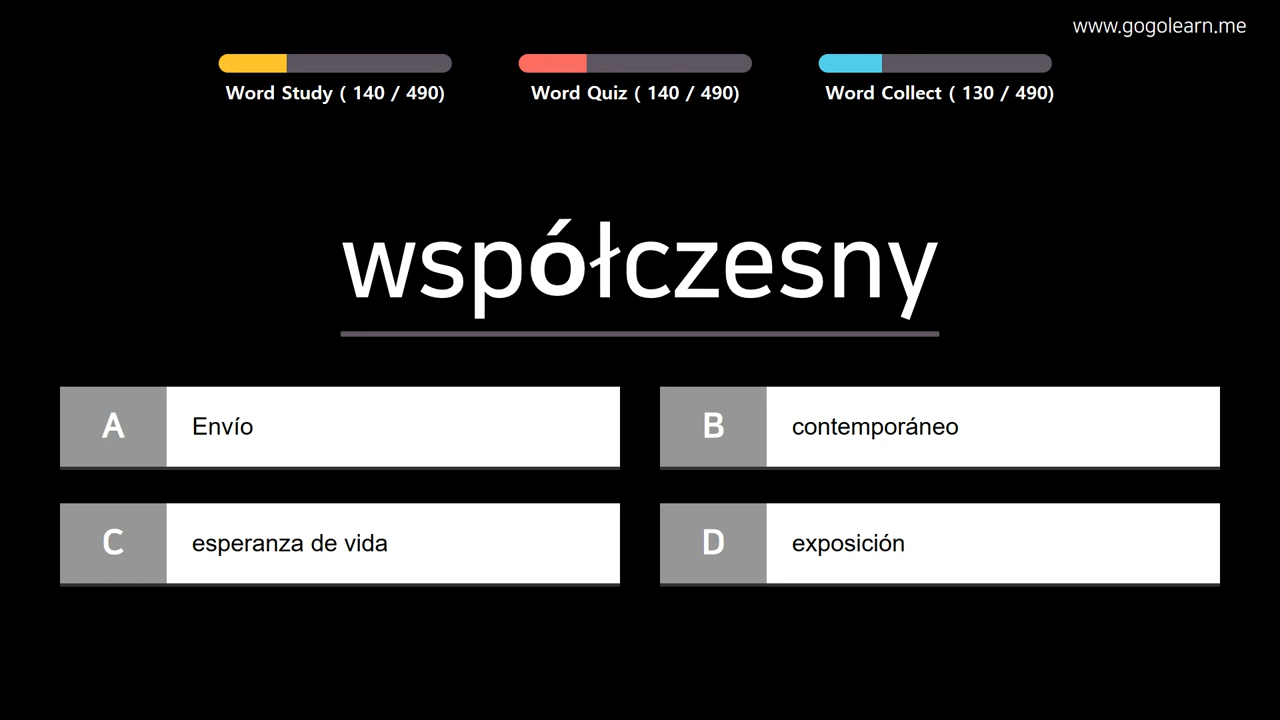 www.gogolearn.me
Word Study ( 140 / 490)
Word Quiz ( 140 / 490)
Word Collect ( 130 / 490)
współczesny
A Envío
B contemporáneo
C esperanza de vida
D exposición